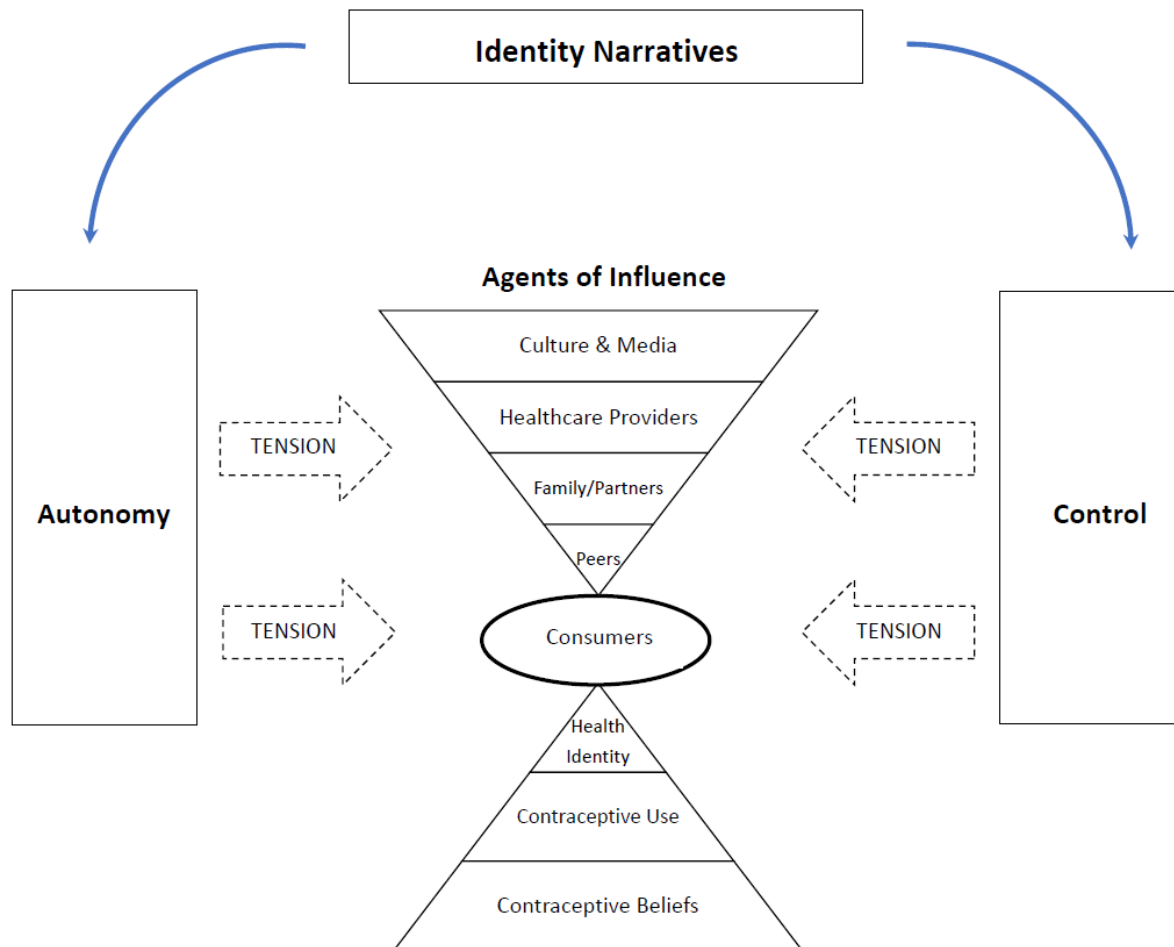 Identity Narratives
Agents of Influence
Culture & Media
Healthcare Providers
TENSION
TENSION
Family/Partners
Autonomy
Control
Peers
TENSION
Consumers
TENSION
Health
Identity
Contraceptive Use
Contraceptive Beliefs